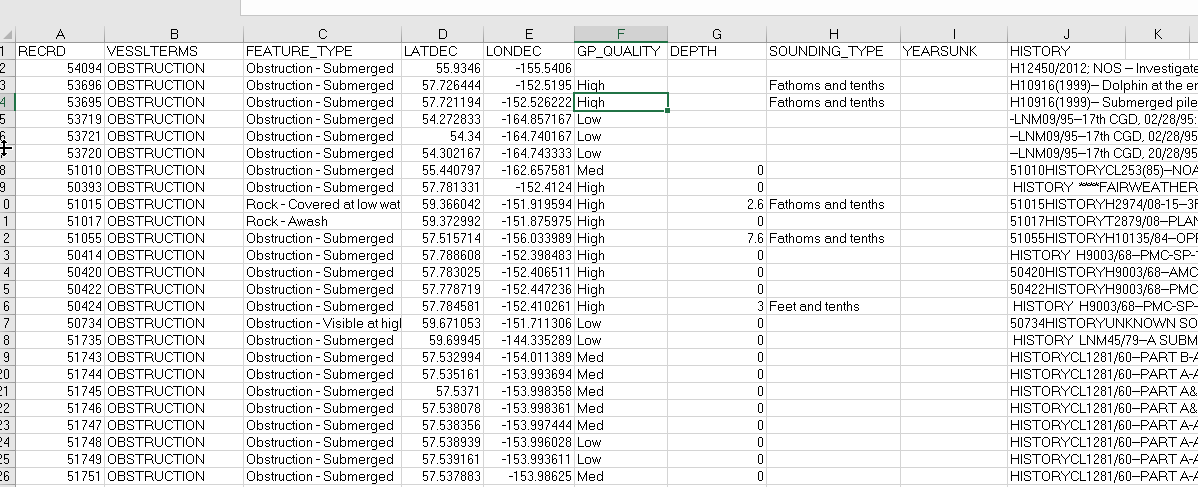 A B C D E F G H I J K
1 RECRD VESSLTERMS FEATURE_TYPE LATDEC LONDEC GP_QUALITY DEPTH SOUNDING_TYPE YEARSUNK HISTORY
2 54094 OBSTRUCTION Obstruction - Submerged 55.9346 -155.5406 H12450/2012; NOS -- Investigate
3 53696 OBSTRUCTION Obstruction - Submerged 57.726444 -152.5195 High Fathoms and tenths H10916(1999)-- Dolphin at the en
4 53695 OBSTRUCTION Obstruction - Submerged 57.721194 -152.526222 High Fathoms and tenths H10916(1999)-- Submerged pile
5 53719 OBSTRUCTION Obstruction - Submerged 54.272833 -164.857167 Low -LNM09/95--17th CGD, 02/28/95:
6 53721 OBSTRUCTION Obstruction - Submerged 54.34 -164.740167 Low --LNM09/95--17th CGD, 02/28/95
53720 OBSTRUCTION Obstruction - Submerged 54.302167 -164.743333 Low --LNM09/95--17th CGD, 20/28/95
8 51010 OBSTRUCTION Obstruction - Submerged 55.440797 -162.657581 Med 0 51010HISTORYCL253(85)--NOA
9 50393 OBSTRUCTION Obstruction - Submerged 57.781331 -152.4124 High 0 HISTORY ****FAIRWEATHER
0 51015 OBSTRUCTION Rock - Covered at low wat 59.366042 -151.919594 High 2.6 Fathoms and tenths 51015HISTORYH2974/08-15--3F
1 51017 OBSTRUCTION Rock - Awash 59.372992 -151.875975 High 0 51017HISTORYT2879/08--PLAN
2 51055 OBSTRUCTION Obstruction - Submerged 57.515714 -156.033989 High 7.6 Fathoms and tenths 51055HISTORYH10135/84--OPR
3 50414 OBSTRUCTION Obstruction - Submerged 57.788608 -152.398483 High 0 HISTORY H9003/68--PMC-SP-
4 50420 OBSTRUCTION Obstruction - Submerged 57.783025 -152.406511 High 0 50420HISTORYH9003/68--AMC
5 50422 OBSTRUCTION Obstruction - Submerged 57.778719 -152.447236 High 0 50422HISTORYH9003/68--PMC
6 50424 OBSTRUCTION Obstruction - Submerged 57.784581 -152.410261 High 3 Feet and tenths HISTORY H9003/68--PMC-SP-
7 50734 OBSTRUCTION Obstruction - Visible at higl 59.671053 -151.711306 Low 0 50734HISTORYUNKNOWN SO
8 51735 OBSTRUCTION Obstruction - Submerged 59.69945 -144.335289 Low 0 HISTORY LNM45/79--A SUBM
9 51743 OBSTRUCTION Obstruction - Submerged 57.532994 -154.011389 Med 0 HISTORYCL1281/60--PART B-A
20 51744 OBSTRUCTION Obstruction - Submerged 57.535161 -153.993694 Med 0 HISTORYCL1281/60--PART A-A
21 51745 OBSTRUCTION Obstruction - Submerged 57.5371 -153.998358 Med 0 HISTORYCL1281/60--PART A&
22 51746 OBSTRUCTION Obstruction - Submerged 57.538078 -153.998361 Med 0 HISTORYCL1281/60--PART A&
23 51747 OBSTRUCTION Obstruction - Submerged 57.538356 -153.997444 Med 0 HISTORYCL1281/60--PART A-A
24 51748 OBSTRUCTION Obstruction - Submerged 57.538939 -153.996028 Low 0 HISTORYCL1281/60--PART A-A
25 51749 OBSTRUCTION Obstruction - Submerged 57.539161 -153.993611 Low 0 HISTORYCL1281/60--PART A-A
26 51751 OBSTRUCTION Obstruction - Submerged 57.537883 -153.98625 Med 0 HISTORYCL1281/60--PART A-A